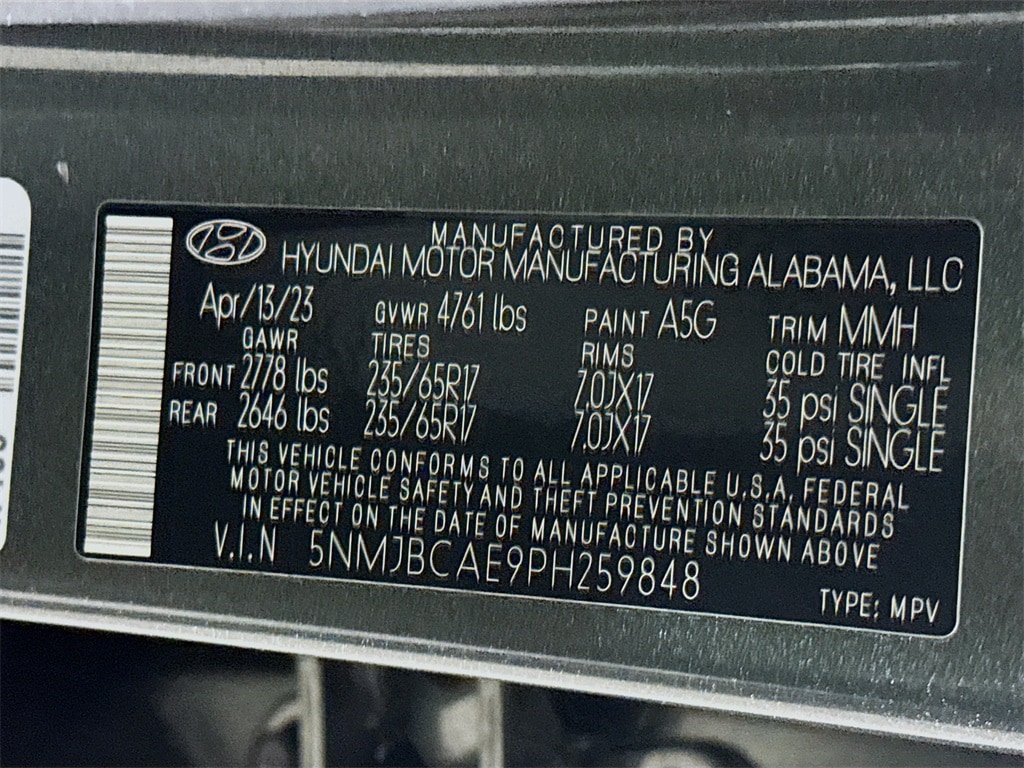 MANUFACTURED BY
HYUNDAI MOTOR MANUFACTURING ALABAMA, LLC
Apr/13/23 GVWR 4761 lbs PAINT A5G TRIM MMH
GAWR TIRES RIMS COLD TIRE INFL
FRONT 2778 lbs 235/65R17 7.0JX17 35 psi SINGLE
REAR 2646 lbs 235/65R17 7.0JX17 35 psi SINGLE
THIS VEHICLE CONFORMS TO ALL APPLICABLE U.S.A. FEDERAL
MOTOR VEHICLE SAFETY AND THEFT PREVENTION STANDARDS
IN EFFECT ON THE DATE OF MANUFACTURE SHOWN ABOVE
V.I.N 5NMJBCAE9PH259848
TYPE: MPV